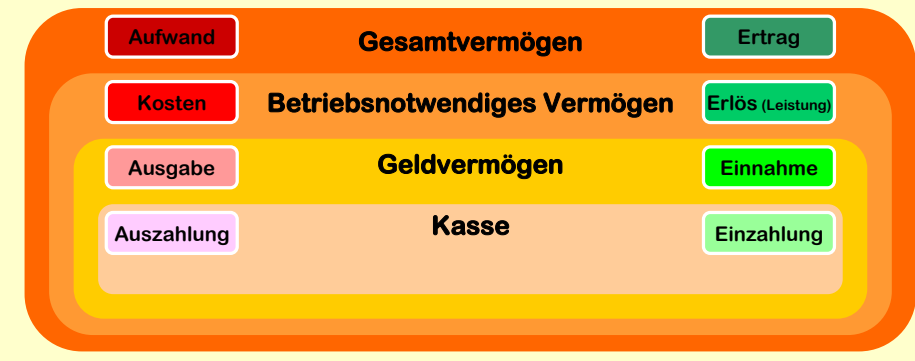 Aufwand Gesamtvermögen Ertrag
Kosten Betriebsnotwendiges Vermögen Erlös (Leistung)
Ausgabe Geldvermögen Einnahme
Auszahlung Kasse Einzahlung